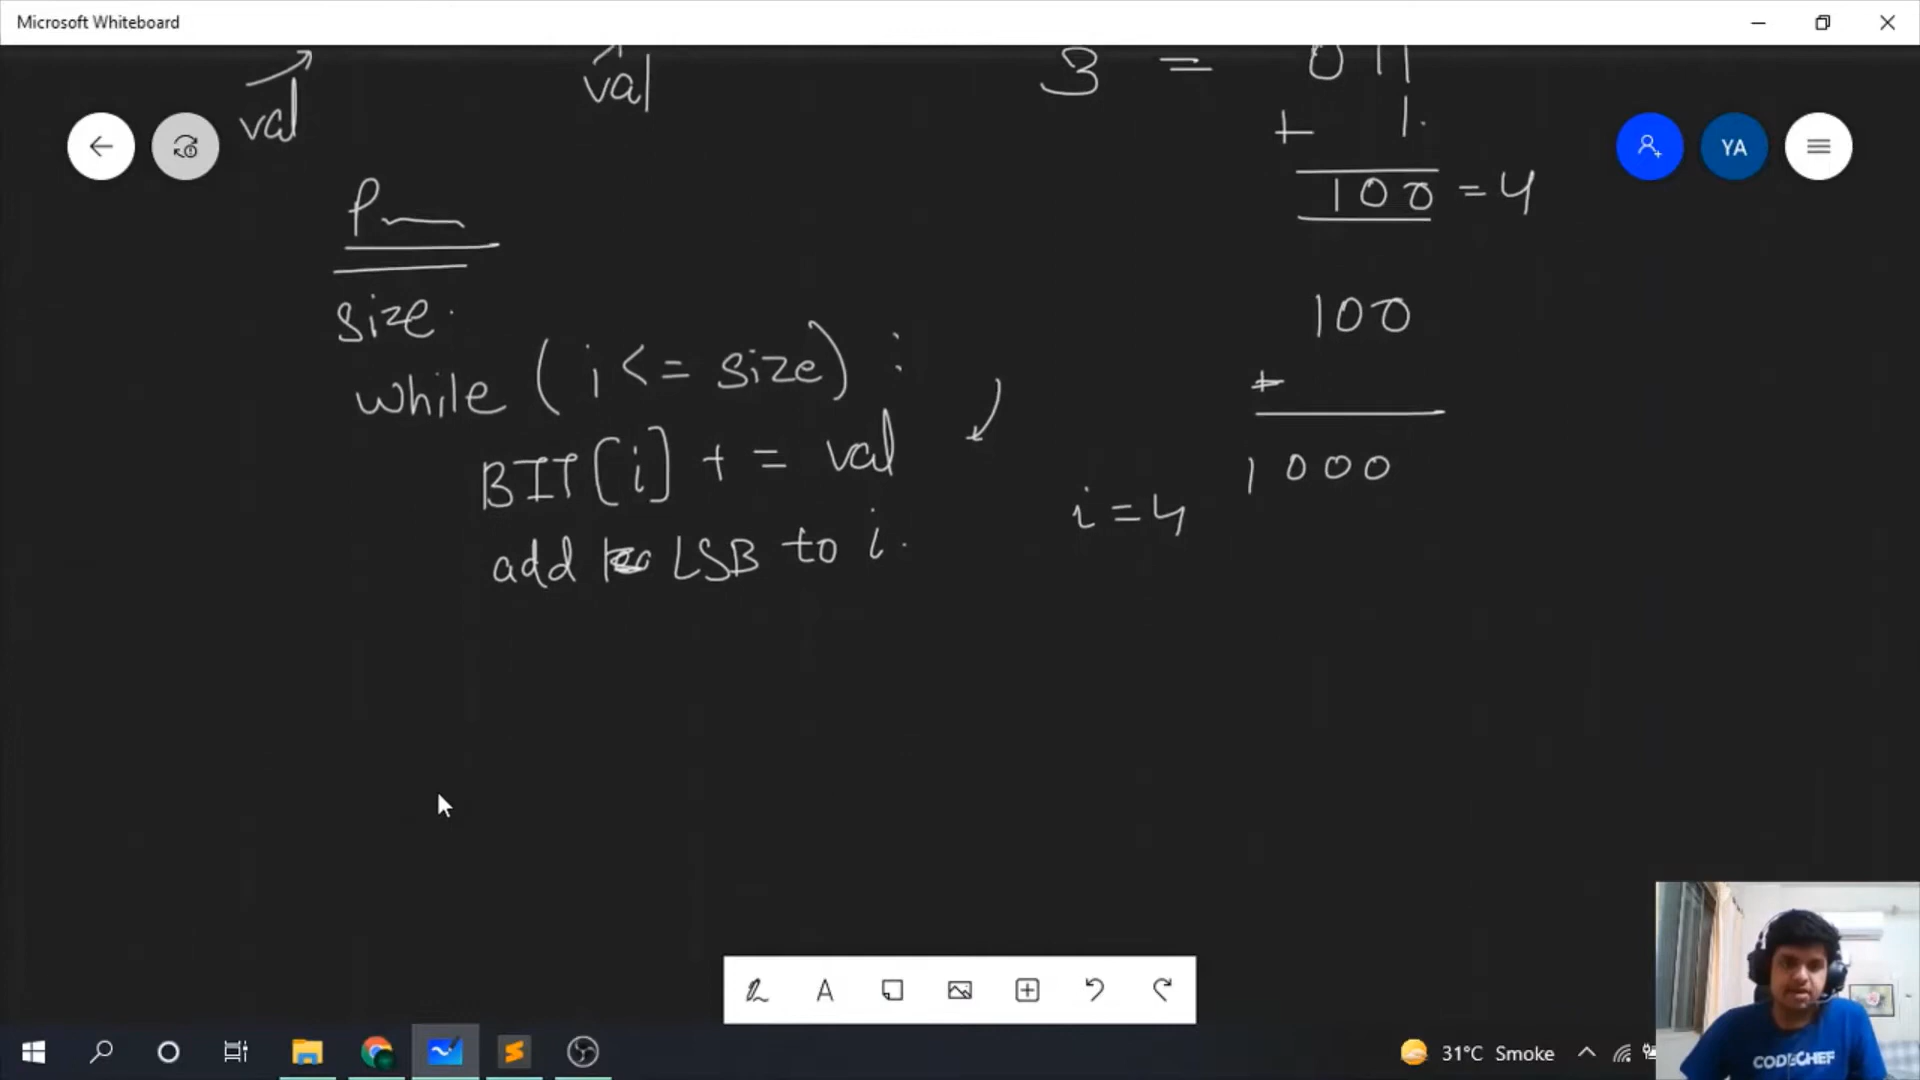 Microsoft Whiteboard
val
val
3 = 011
+ 1.
100 = 4
size.
while ( i <= size) :
BIT[i] += val
add LSB to i.
100
+
1000
i = 4
YA
A
31°C Smoke
CODECHEF